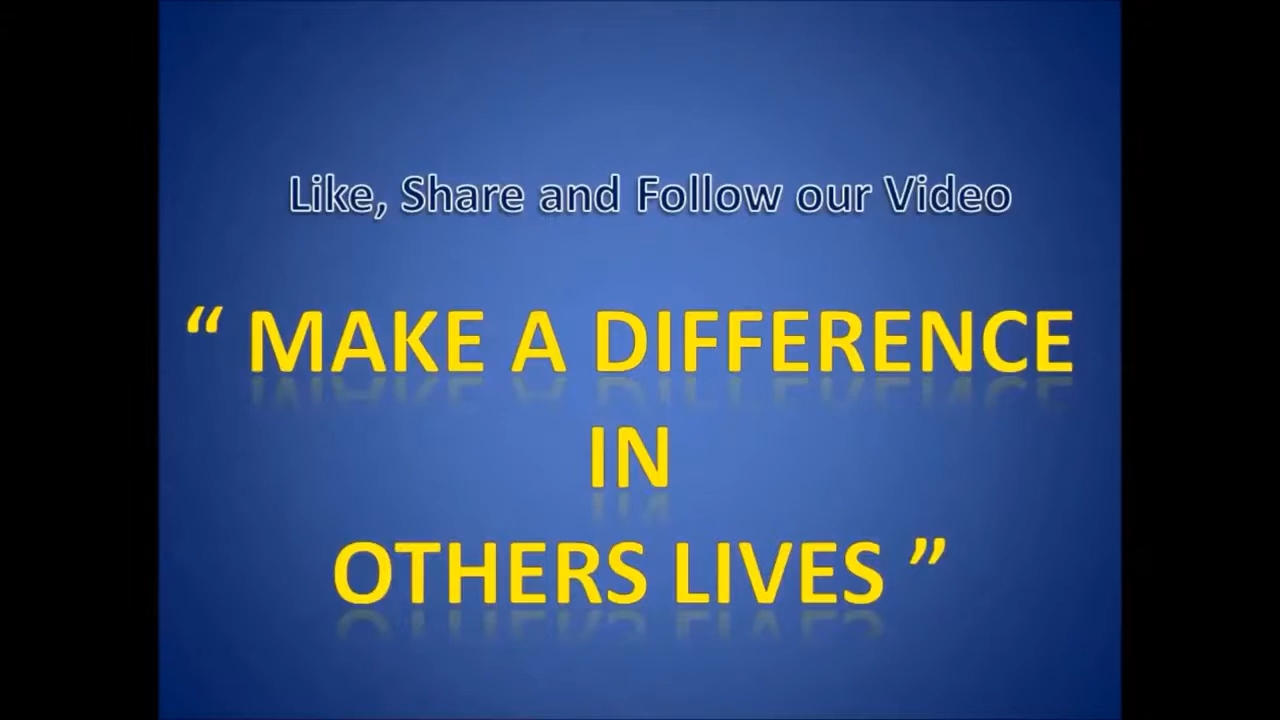 Like, Share and Follow our Video
“ MAKE A DIFFERENCE
IN
OTHERS LIVES ”